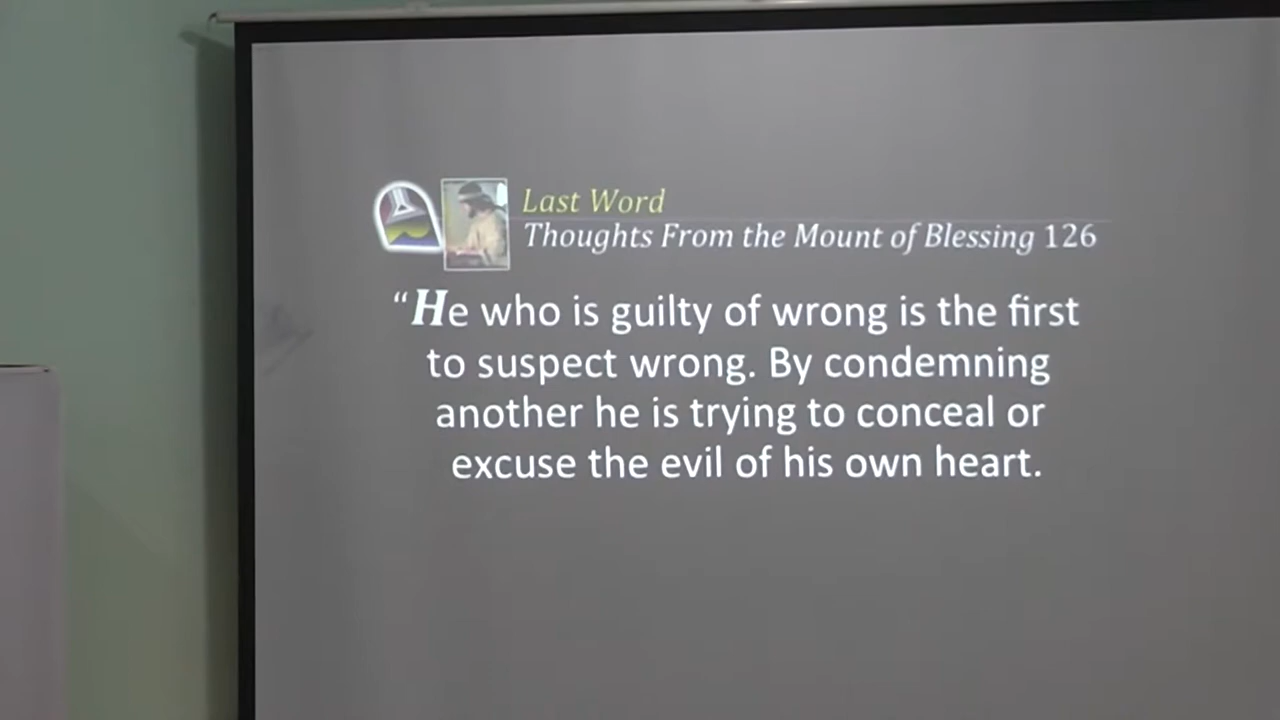 Last Word
Thoughts From the Mount of Blessing 126
“He who is guilty of wrong is the first
to suspect wrong. By condemning
another he is trying to conceal or
excuse the evil of his own heart.